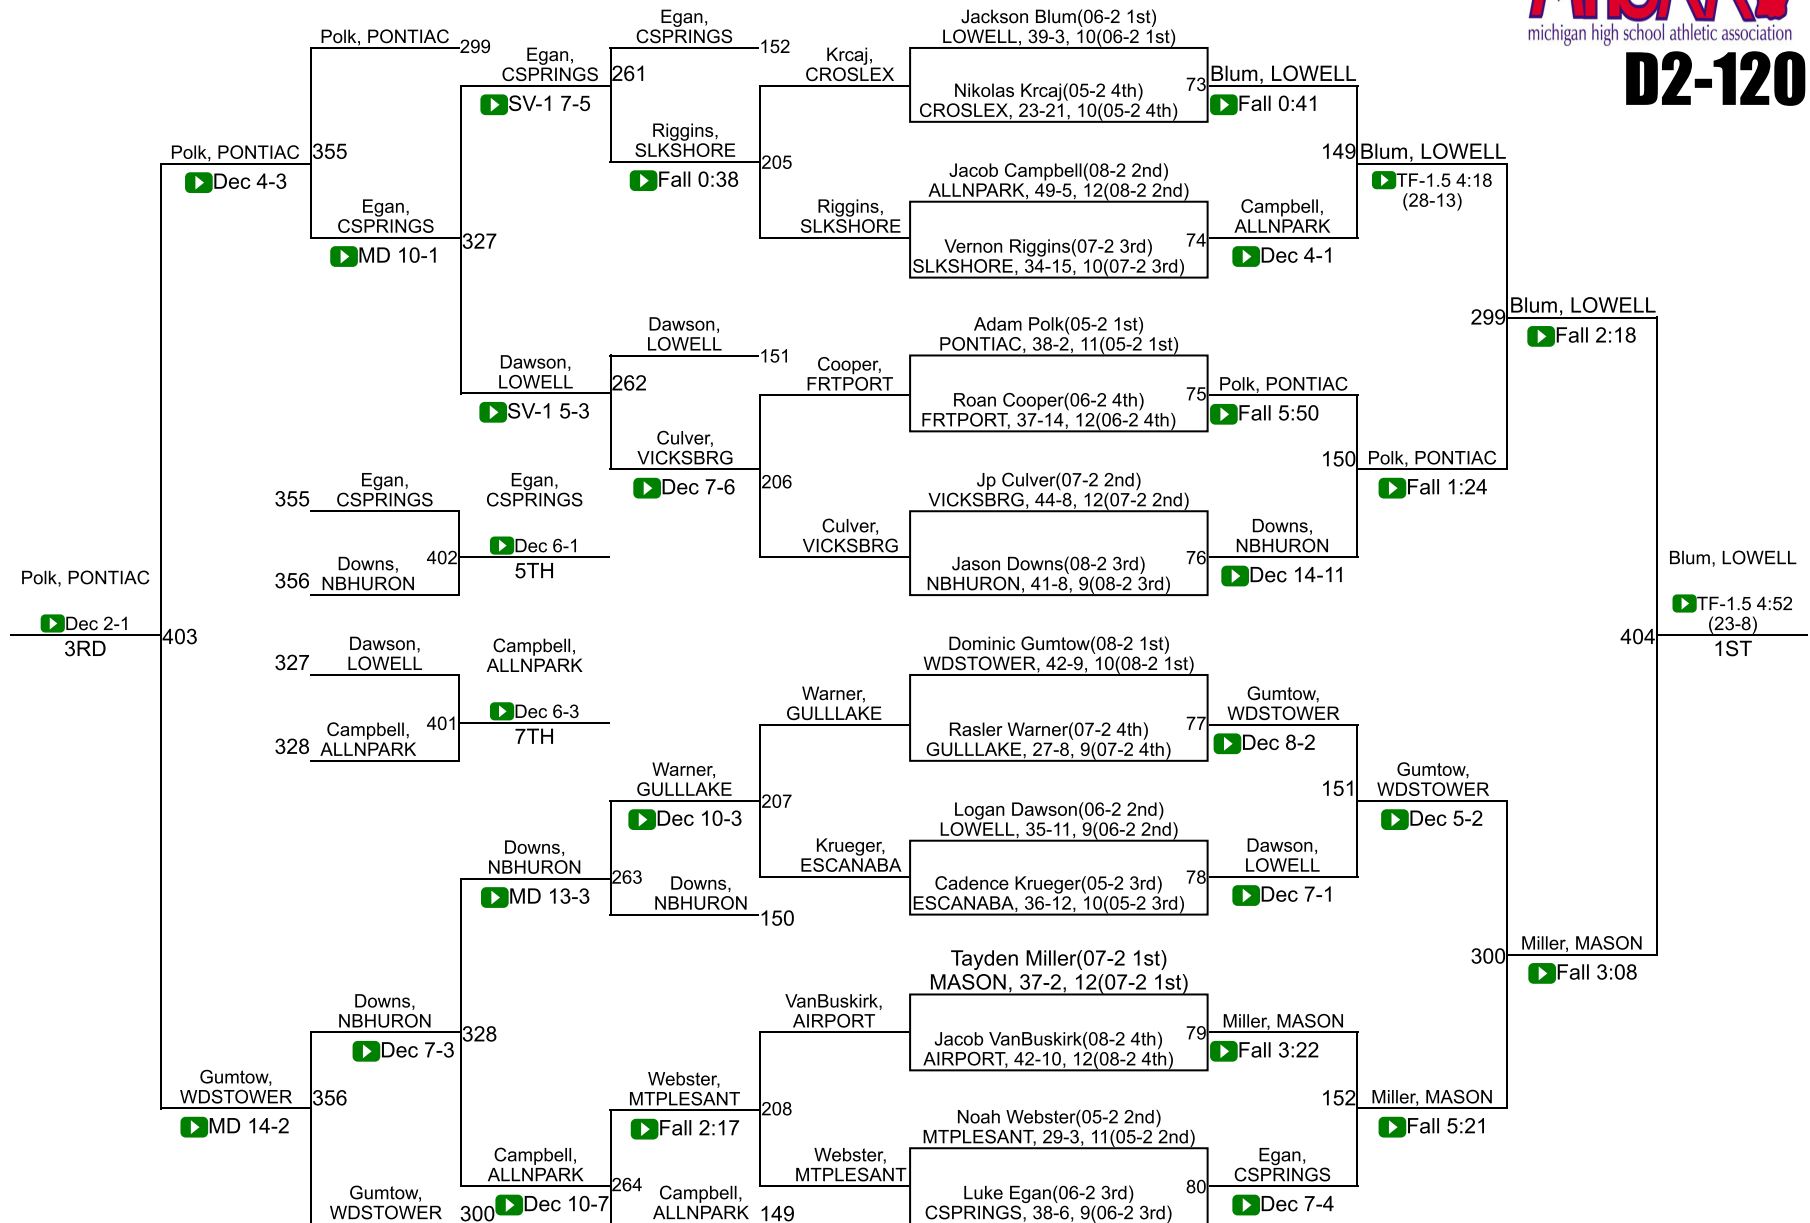 MHSAA
michigan high school athletic association
D2-120
Polk, PONTIAC
299
Egan,
CSPRINGS
261
SV-1 7-5
Egan,
CSPRINGS
152
Krcaj,
CROSLEX
Jackson Blum(06-2 1st)
LOWELL, 39-3, 10(06-2 1st)
Nikolas Krcaj(05-2 4th)
CROSLEX, 23-21, 10(05-2 4th)
73
Blum, LOWELL
Fall 0:41
Polk, PONTIAC
355
Dec 4-3
Riggins,
SLKSHORE
205
Fall 0:38
149
Blum, LOWELL
TF-1.5 4:18
(28-13)
Egan,
CSPRINGS
327
MD 10-1
Riggins,
SLKSHORE
Jacob Campbell(08-2 2nd)
ALLNPARK, 49-5, 12(08-2 2nd)
Vernon Riggins(07-2 3rd)
SLKSHORE, 34-15, 10(07-2 3rd)
74
Campbell,
ALLNPARK
Dec 4-1
299
Blum, LOWELL
Fall 2:18
Dawson,
LOWELL
262
SV-1 5-3
Dawson,
LOWELL
151
Cooper,
FRTPORT
Adam Polk(05-2 1st)
PONTIAC, 38-2, 11(05-2 1st)
Roan Cooper(06-2 4th)
FRTPORT, 37-14, 12(06-2 4th)
75
Polk, PONTIAC
Fall 5:50
Culver,
VICKSBRG
206
Dec 7-6
150
Polk, PONTIAC
Fall 1:24
355
Egan,
CSPRINGS
Egan,
CSPRINGS
Culver,
VICKSBRG
Jp Culver(07-2 2nd)
VICKSBRG, 44-8, 12(07-2 2nd)
Jason Downs(08-2 3rd)
NBHURON, 41-8, 9(08-2 3rd)
76
Downs,
NBHURON
Dec 14-11
356
Downs,
NBHURON
402
Dec 6-1
5TH
Polk, PONTIAC
Dec 2-1
3RD
403
Blum, LOWELL
TF-1.5 4:52
(23-8)
404
1ST
327
Dawson,
LOWELL
Campbell,
ALLNPARK
328
Campbell,
ALLNPARK
401
Dec 6-3
7TH
Warner,
GULLLAKE
Dominic Gumtow(08-2 1st)
WDSTOWER, 42-9, 10(08-2 1st)
Rasler Warner(07-2 4th)
GULLLAKE, 27-8, 9(07-2 4th)
77
Gumtow,
WDSTOWER
Dec 8-2
Warner,
GULLLAKE
207
Dec 10-3
151
Gumtow,
WDSTOWER
Dec 5-2
Downs,
NBHURON
263
MD 13-3
Downs,
NBHURON
150
Krueger,
ESCANABA
Logan Dawson(06-2 2nd)
LOWELL, 35-11, 9(06-2 2nd)
Cadence Krueger(05-2 3rd)
ESCANABA, 36-12, 10(05-2 3rd)
78
Dawson,
LOWELL
Dec 7-1
300
Miller, MASON
Fall 3:08
Downs,
NBHURON
328
Dec 7-3
VanBuskirk,
AIRPORT
Tayden Miller(07-2 1st)
MASON, 37-2, 12(07-2 1st)
Jacob VanBuskirk(08-2 4th)
AIRPORT, 42-10, 12(08-2 4th)
79
Miller, MASON
Fall 3:22
Gumtow,
WDSTOWER
356
MD 14-2
Webster,
MTPLESANT
208
Fall 2:17
152
Miller, MASON
Fall 5:21
Campbell,
ALLNPARK
264
Dec 10-7
Webster,
MTPLESANT
Noah Webster(05-2 2nd)
MTPLESANT, 29-3, 11(05-2 2nd)
Luke Egan(06-2 3rd)
CSPRINGS, 38-6, 9(06-2 3rd)
80
Egan,
CSPRINGS
Dec 7-4
Gumtow,
WDSTOWER
300
Campbell,
ALLNPARK
149